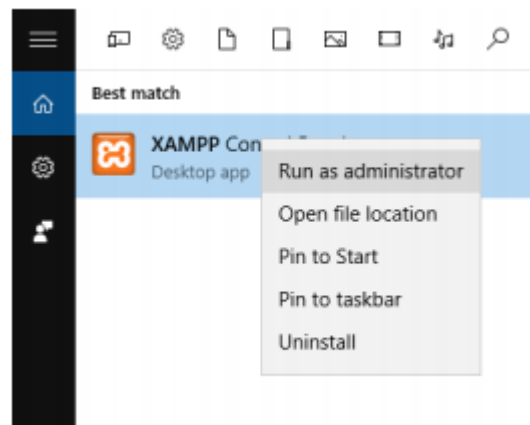 Best match
XAMPP Con
Desktop app
Run as administrator
Open file location
Pin to Start
Pin to taskbar
Uninstall